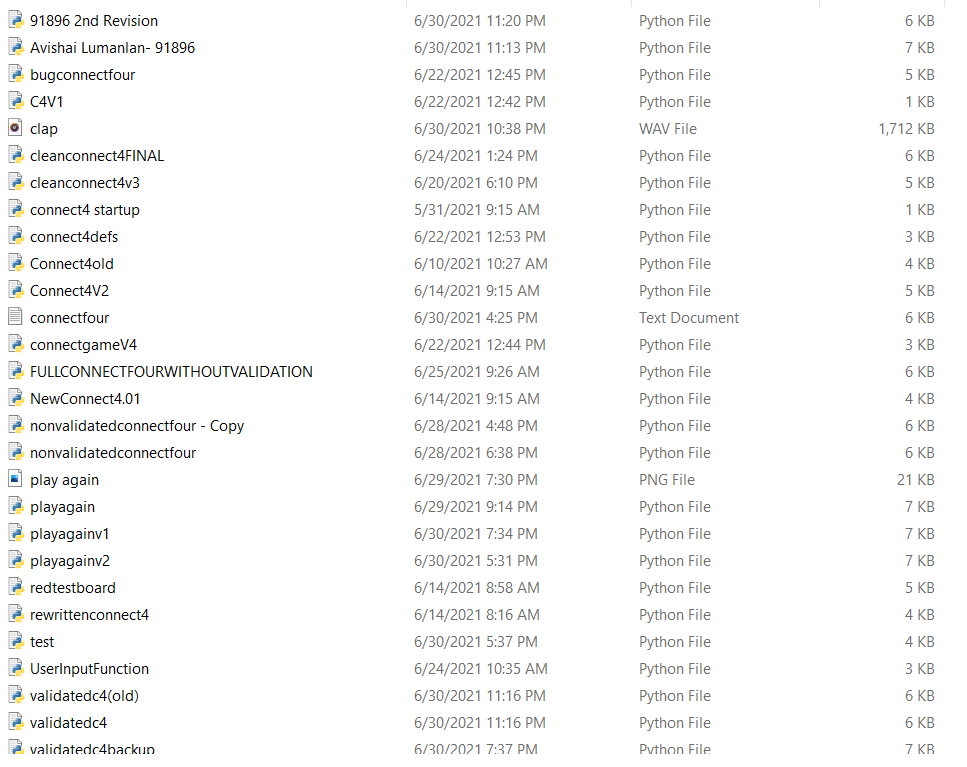 91896 2nd Revision 6/30/2021 11:20 PM Python File 6 KB
Avishai Lumanlan- 91896 6/30/2021 11:13 PM Python File 7 KB
bugconnectfour 6/22/2021 12:45 PM Python File 5 KB
C4V1 6/22/2021 12:42 PM Python File 1 KB
clap 6/30/2021 10:38 PM WAV File 1,712 KB
cleanconnect4FINAL 6/24/2021 1:24 PM Python File 6 KB
cleanconnect4v3 6/20/2021 6:10 PM Python File 5 KB
connect4 startup 5/31/2021 9:15 AM Python File 1 KB
connect4defs 6/22/2021 12:53 PM Python File 3 KB
Connect4old 6/10/2021 10:27 AM Python File 4 KB
Connect4V2 6/14/2021 9:15 AM Python File 5 KB
connectfour 6/30/2021 4:25 PM Text Document 6 KB
connectgameV4 6/22/2021 12:44 PM Python File 3 KB
FULLCONNECTFOURWITHOUTVALIDATION 6/25/2021 9:26 AM Python File 6 KB
NewConnect4.01 6/14/2021 9:15 AM Python File 4 KB
nonvalidatedconnectfour - Copy 6/28/2021 4:48 PM Python File 6 KB
nonvalidatedconnectfour 6/28/2021 6:38 PM Python File 6 KB
play again 6/29/2021 7:30 PM PNG File 21 KB
playagain 6/29/2021 9:14 PM Python File 7 KB
playagainv1 6/30/2021 7:34 PM Python File 7 KB
playagainv2 6/30/2021 5:31 PM Python File 7 KB
redtestboard 6/14/2021 8:58 AM Python File 5 KB
rewrittenconnect4 6/14/2021 8:16 AM Python File 4 KB
test 6/30/2021 5:37 PM Python File 4 KB
UserInputFunction 6/24/2021 10:35 AM Python File 3 KB
validatedc4(old) 6/30/2021 11:16 PM Python File 6 KB
validatedc4 6/30/2021 11:16 PM Python File 6 KB
validatedc4backup 6/30/2021 7:37 PM Python File 7 KB